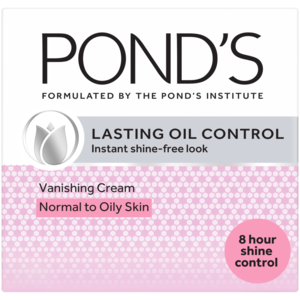 POND'S
FORMULATED BY THE POND'S INSTITUTE
LASTING OIL CONTROL
Instant shine-free look
Vanishing Cream
Normal to Oily Skin
8 hour
shine
control